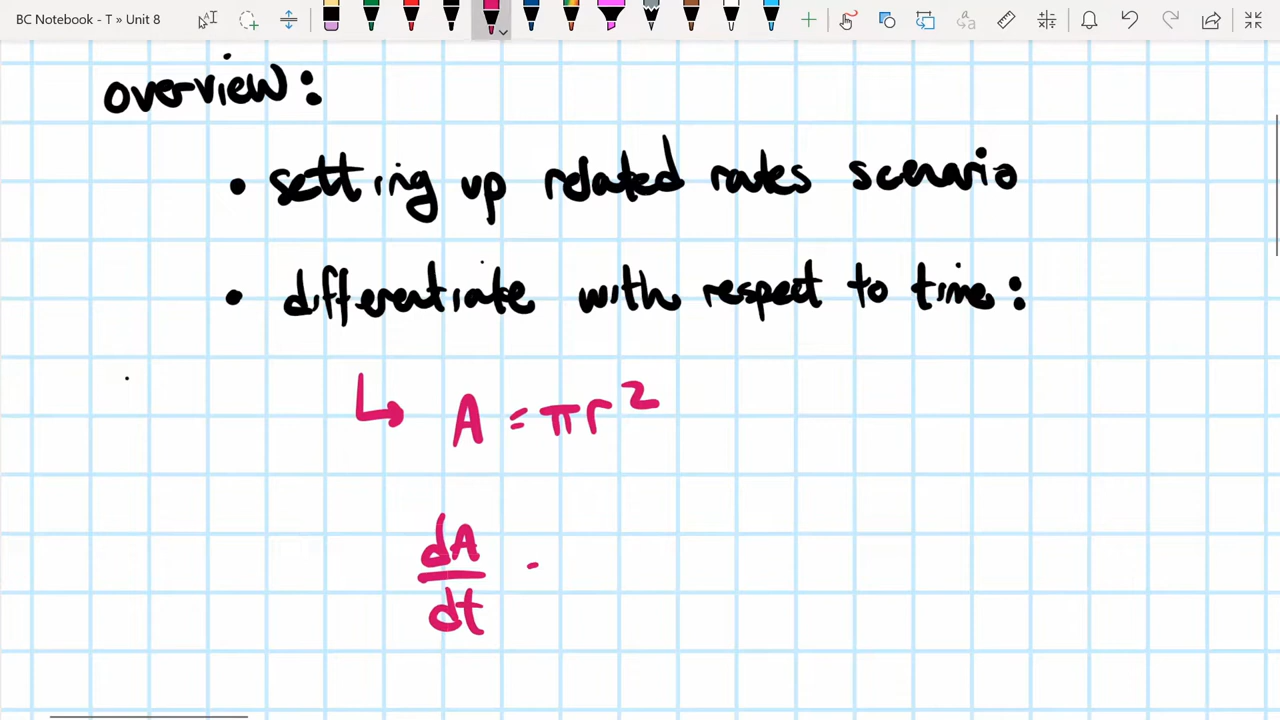 BC Notebook - T » Unit 8
overview:
• setting up related rates scenario
• differentiate with respect to time:
↳ A = πr²
dA/dt -